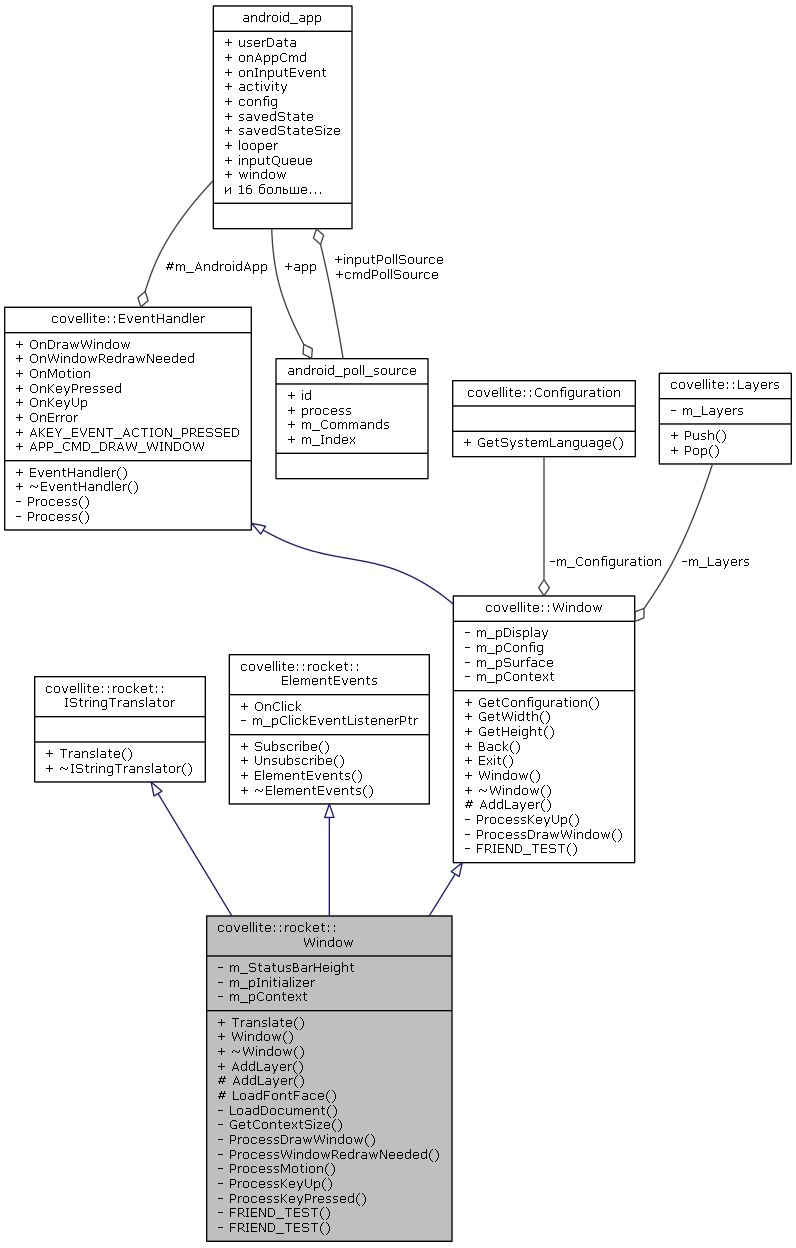 android_app
+ userData
+ onAppCmd
+ onInputEvent
+ activity
+ config
+ savedState
+ savedStateSize
+ looper
+ inputQueue
+ window
и 16 больше...
#m_AndroidApp
+app
+inputPollSource
+cmdPollSource
covellite::EventHandler
+ OnDrawWindow
+ OnWindowRedrawNeeded
+ OnMotion
+ OnKeyPressed
+ OnKeyUp
+ OnError
+ AKEY_EVENT_ACTION_PRESSED
+ APP_CMD_DRAW_WINDOW
+ EventHandler()
+ ~EventHandler()
- Process()
- Process()
android_poll_source
+ id
+ process
+ m_Commands
+ m_Index
covellite::Configuration
+ GetSystemLanguage()
covellite::Layers
- m_Layers
+ Push()
+ Pop()
-m_Configuration
-m_Layers
covellite::Window
- m_pDisplay
- m_pConfig
- m_pSurface
- m_pContext
+ GetConfiguration()
+ GetWidth()
+ GetHeight()
+ Back()
+ Exit()
+ Window()
+ ~Window()
# AddLayer()
- ProcessKeyUp()
- ProcessDrawWindow()
- FRIEND_TEST()
covellite::rocket::
IStringTranslator
+ Translate()
+ ~IStringTranslator()
covellite::rocket::
ElementEvents
+ OnClick
- m_pClickEventListenerPtr
+ Subscribe()
+ Unsubscribe()
+ ElementEvents()
+ ~ElementEvents()
covellite::rocket::
Window
- m_StatusBarHeight
- m_pInitializer
- m_pContext
+ Translate()
+ Window()
+ ~Window()
+ AddLayer()
# AddLayer()
# LoadFontFace()
- LoadDocument()
- GetContextSize()
- ProcessDrawWindow()
- ProcessWindowRedrawNeeded()
- ProcessMotion()
- ProcessKeyUp()
- ProcessKeyPressed()
- FRIEND_TEST()
- FRIEND_TEST()